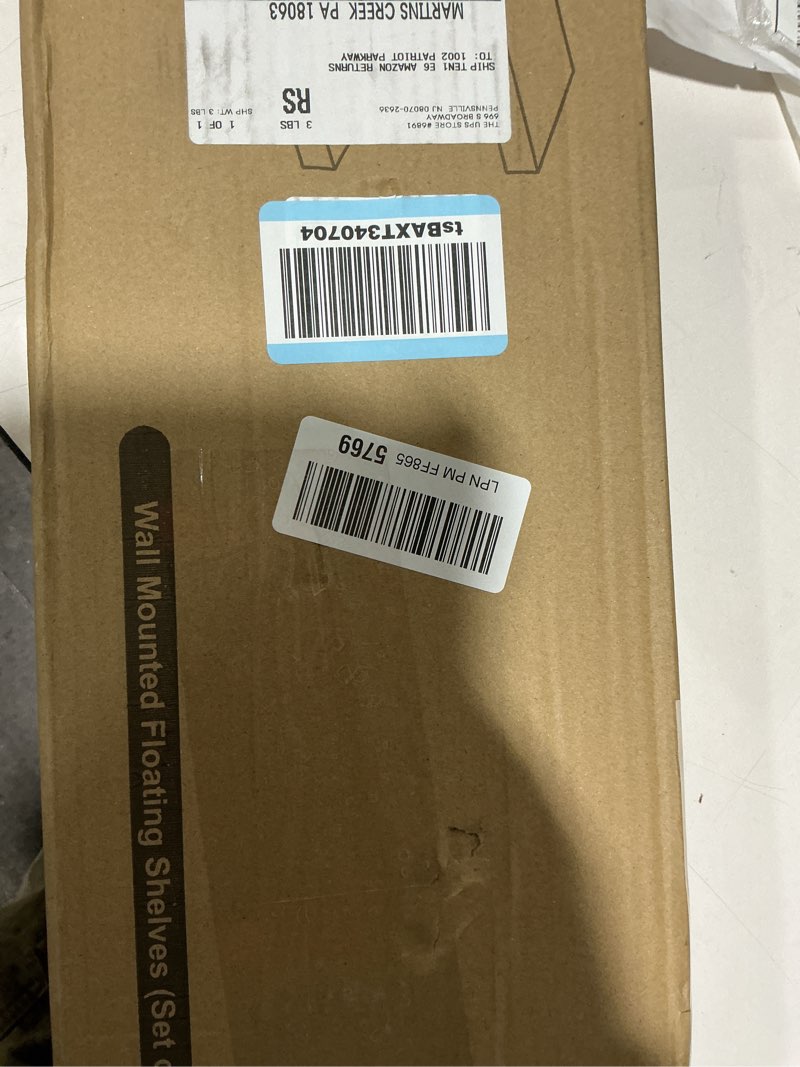 THE UPS STORE #6891
696 S BROADWAY
PENNSVILLE NJ 08070-2636
3 LBS
1 OF 1
RS
SHP WT: 3 LBS
SHIP TEN1 E6 AMAZON RETURNS
TO: 1002 PATRIOT PARKWAY
MARTINS CREEK PA 18063
tsBAXT340704
LPN PM FF865 5769
Wall Mounted Floating Shelves (Set